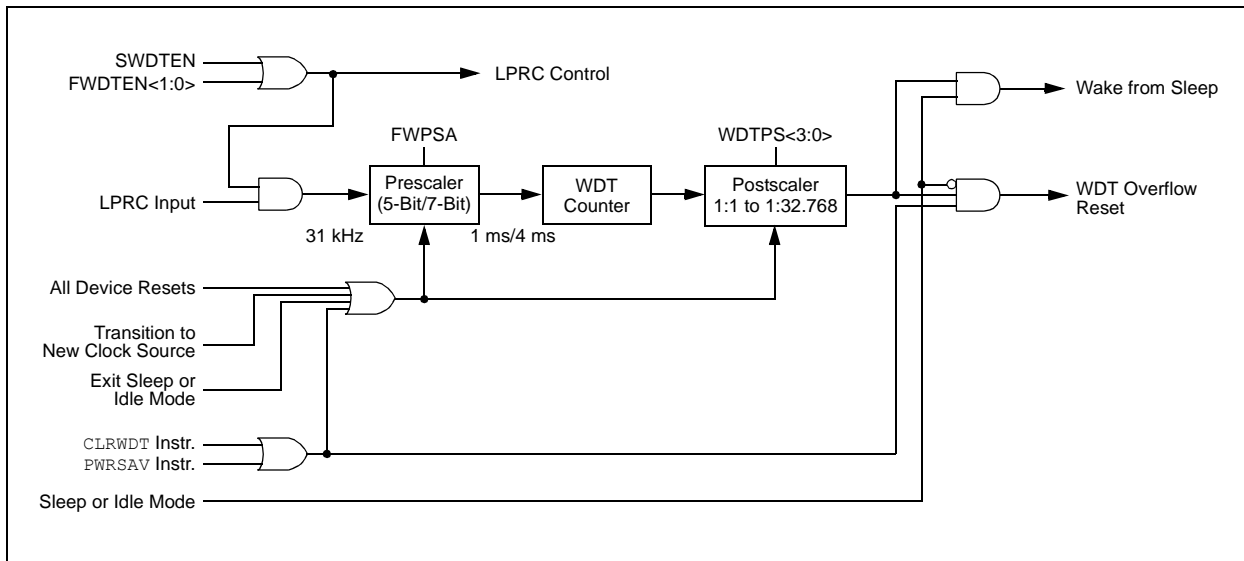 SWDTEN
FWDTEN<1:0>
LPRC Control
Wake from Sleep
FWPSA
WDTPS<3:0>
LPRC Input
Prescaler
(5-Bit/7-Bit)
WDT
Counter
Postscaler
1:1 to 1:32.768
WDT Overflow
Reset
31 kHz
1 ms/4 ms
All Device Resets
Transition to
New Clock Source
Exit Sleep or
Idle Mode
CLRWDT Instr.
PWRSAV Instr.
Sleep or Idle Mode